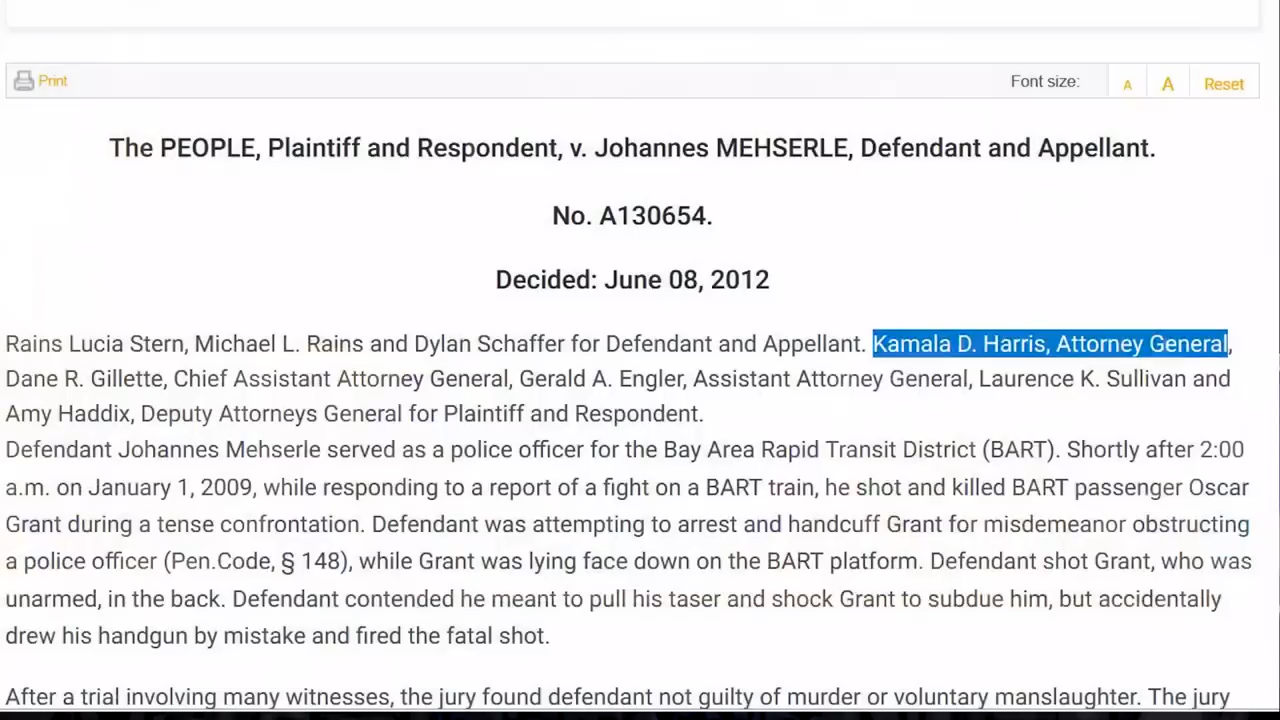 Print
Font size: A A Reset
The PEOPLE, Plaintiff and Respondent, v. Johannes MEHSERLE, Defendant and Appellant.
No. A130654.
Decided: June 08, 2012
Rains Lucia Stern, Michael L. Rains and Dylan Schaffer for Defendant and Appellant. Kamala D. Harris, Attorney General,
Dane R. Gillette, Chief Assistant Attorney General, Gerald A. Engler, Assistant Attorney General, Laurence K. Sullivan and
Amy Haddix, Deputy Attorneys General for Plaintiff and Respondent.
Defendant Johannes Mehserle served as a police officer for the Bay Area Rapid Transit District (BART). Shortly after 2:00
a.m. on January 1, 2009, while responding to a report of a fight on a BART train, he shot and killed BART passenger Oscar
Grant during a tense confrontation. Defendant was attempting to arrest and handcuff Grant for misdemeanor obstructing
a police officer (Pen.Code, § 148), while Grant was lying face down on the BART platform. Defendant shot Grant, who was
unarmed, in the back. Defendant contended he meant to pull his taser and shock Grant to subdue him, but accidentally
drew his handgun by mistake and fired the fatal shot.
After a trial involving many witnesses, the jury found defendant not guilty of murder or voluntary manslaughter. The jury